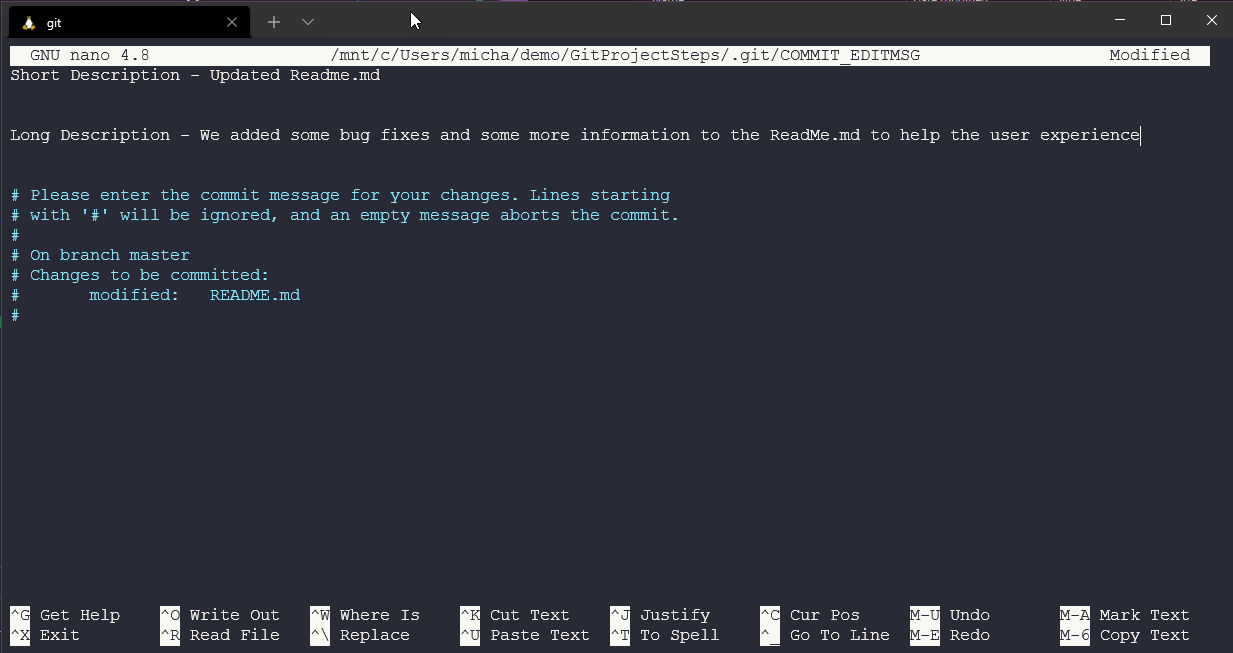 git
GNU nano 4.8 /mnt/c/Users/micha/demo/GitProjectSteps/.git/COMMIT_EDITMSG Modified
Short Description - Updated Readme.md
Long Description - We added some bug fixes and some more information to the ReadMe.md to help the user experience
# Please enter the commit message for your changes. Lines starting
# with '#' will be ignored, and an empty message aborts the commit.
#
# On branch master
# Changes to be committed:
#       modified:   README.md
#
^G Get Help ^O Write Out ^W Where Is ^K Cut Text ^J Justify ^C Cur Pos M-U Undo M-A Mark Text
^X Exit ^R Read File ^\ Replace ^U Paste Text ^T To Spell ^_ Go To Line M-E Redo M-6 Copy Text